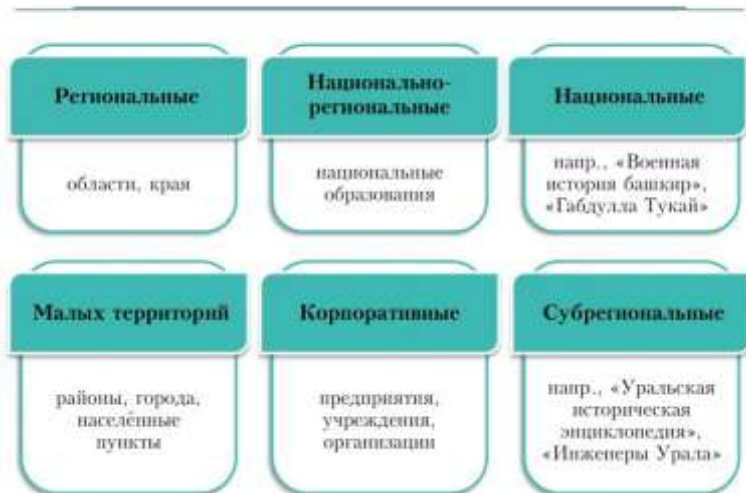 Региональные
области, края
Национально-
региональные
национальные
образования
Национальные
напр., «Военная
история башкир»,
«Габдулла Тукай»
Малых территорий
районы, города,
населённые
пункты
Корпоративные
предприятия,
учреждения,
организации
Субрегиональные
напр., «Уральская
историческая
энциклопедия»,
«Инженеры Урала»